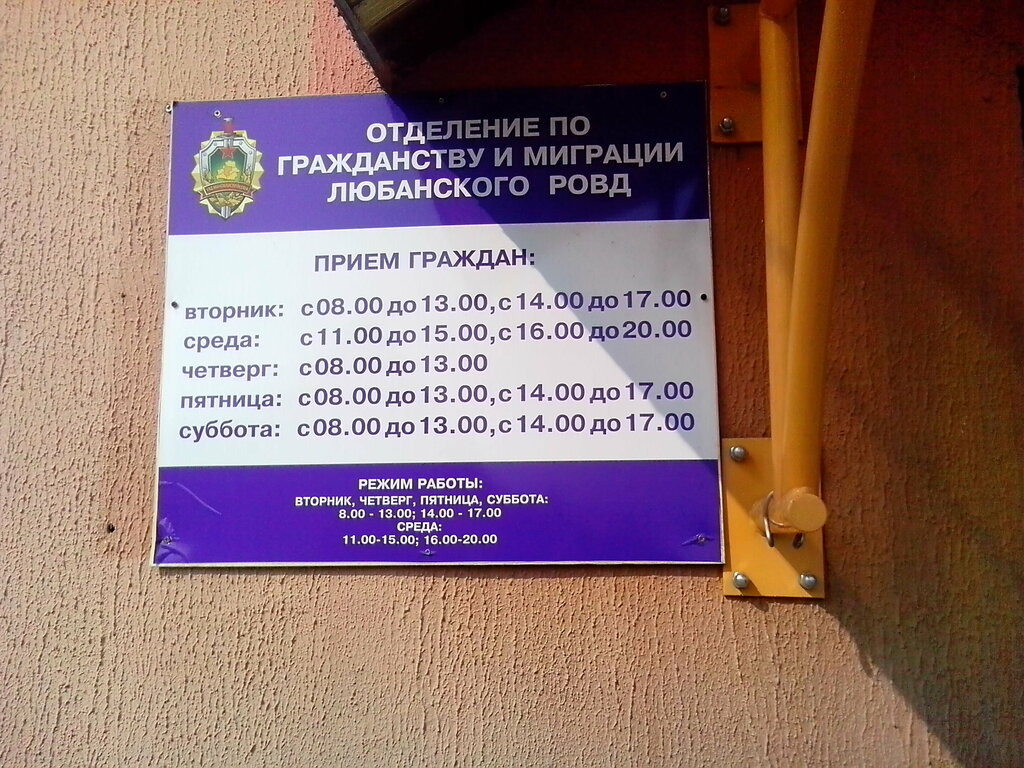 ОТДЕЛЕНИЕ ПО
ГРАЖДАНСТВУ И МИГРАЦИИ
ЛЮБАНСКОГО РОВД
ПРИЕМ ГРАЖДАН:
вторник: с 08.00 до 13.00, с 14.00 до 17.00
среда: с 11.00 до 15.00, с 16.00 до 20.00
четверг: с 08.00 до 13.00
пятница: с 08.00 до 13.00, с 14.00 до 17.00
суббота: с 08.00 до 13.00, с 14.00 до 17.00
РЕЖИМ РАБОТЫ:
ВТОРНИК, ЧЕТВЕРГ, ПЯТНИЦА, СУББОТА:
8.00 - 13.00; 14.00 - 17.00
СРЕДА:
11.00-15.00; 16.00-20.00